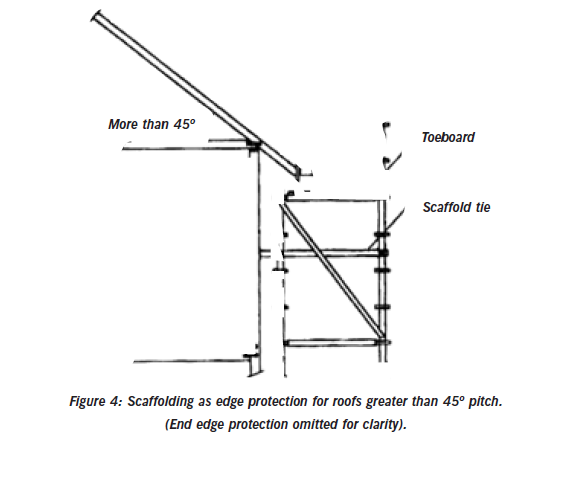 More than 45º
Toeboard
Scaffold tie
Figure 4: Scaffolding as edge protection for roofs greater than 45º pitch.
(End edge protection omitted for clarity).